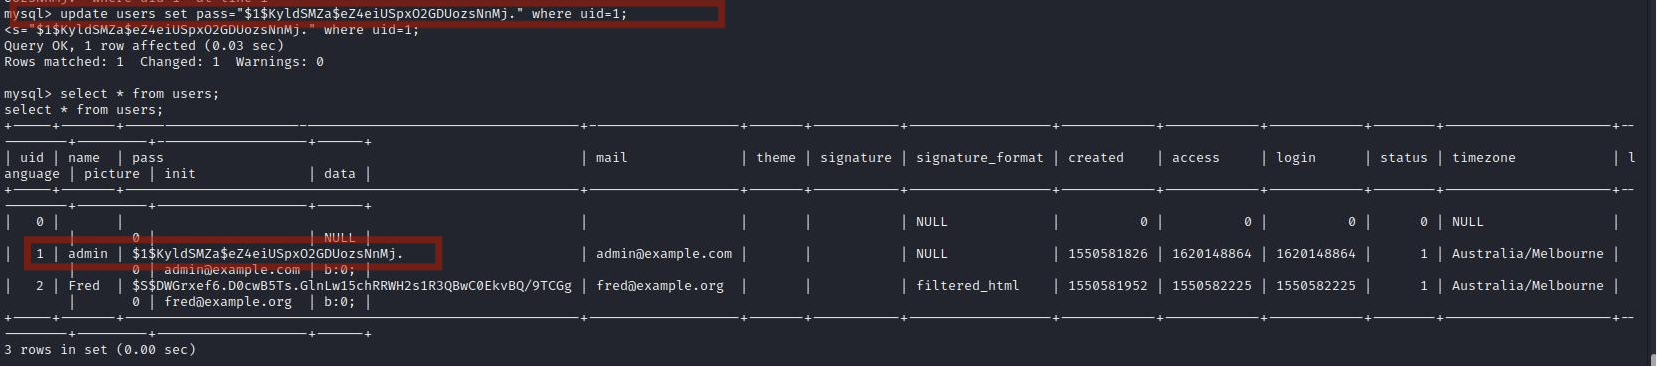 mysql> update users set pass="$1$KyldSMZa$eZ4eiUSpxO2GDUozsNnMj." where uid=1;
<s="$1$KyldSMZa$eZ4eiUSpxO2GDUozsNnMj." where uid=1;
Query OK, 1 row affected (0.03 sec)
Rows matched: 1  Changed: 1  Warnings: 0
mysql> select * from users;
select * from users;
| uid | name  | pass | mail | theme | signature | signature_format | created | access | login | status | timezone | l
anguage | picture | init | data |
| 0 | | | | | | NULL | 0 | 0 | 0 | 0 | NULL |
| 0 | | NULL |
| 1 | admin | $1$KyldSMZa$eZ4eiUSpxO2GDUozsNnMj. | admin@example.com | | | NULL | 1550581826 | 1620148864 | 1620148864 | 1 | Australia/Melbourne |
| 0 | admin@example.com | b:0; |
| 2 | Fred | $S$DWGrxef6.D0cwB5Ts.GlnLw15chRRWH2s1R3QBwC0EkvBQ/9TCGg | fred@example.org | | | filtered_html | 1550581952 | 1550582225 | 1550582225 | 1 | Australia/Melbourne |
| 0 | fred@example.org | b:0; |
3 rows in set (0.00 sec)